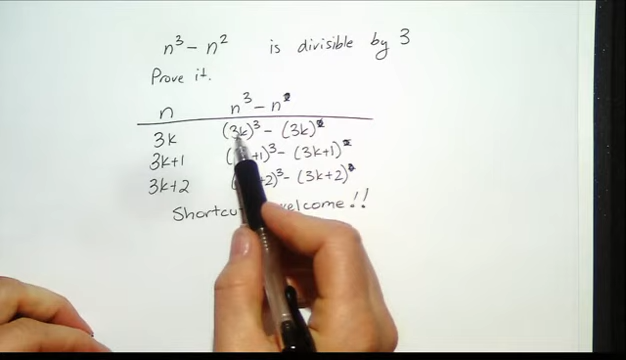 n³ - n² is divisible by 3
Prove it.
n n³ - n²
3k (3k)³ - (3k)²
3k+1 +1)³ - (3k+1)²
3k+2 +2)³ - (3k+2)²
welcome!!